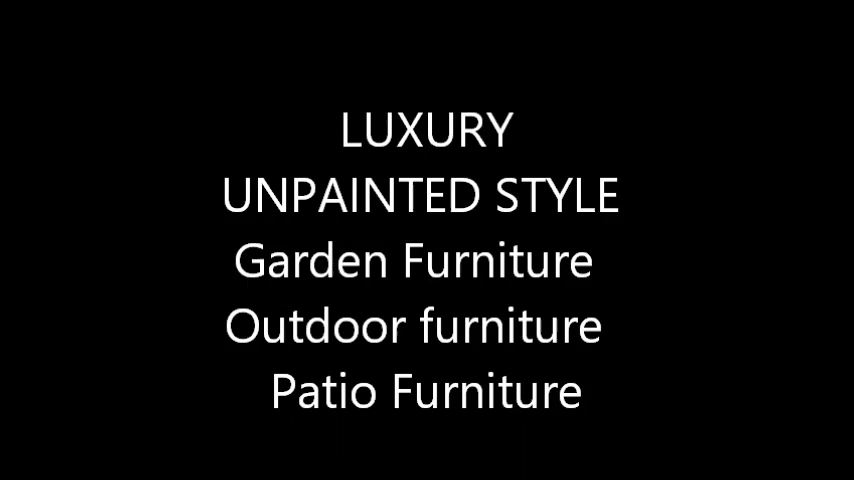 LUXURY
UNPAINTED STYLE
Garden Furniture
Outdoor furniture
Patio Furniture